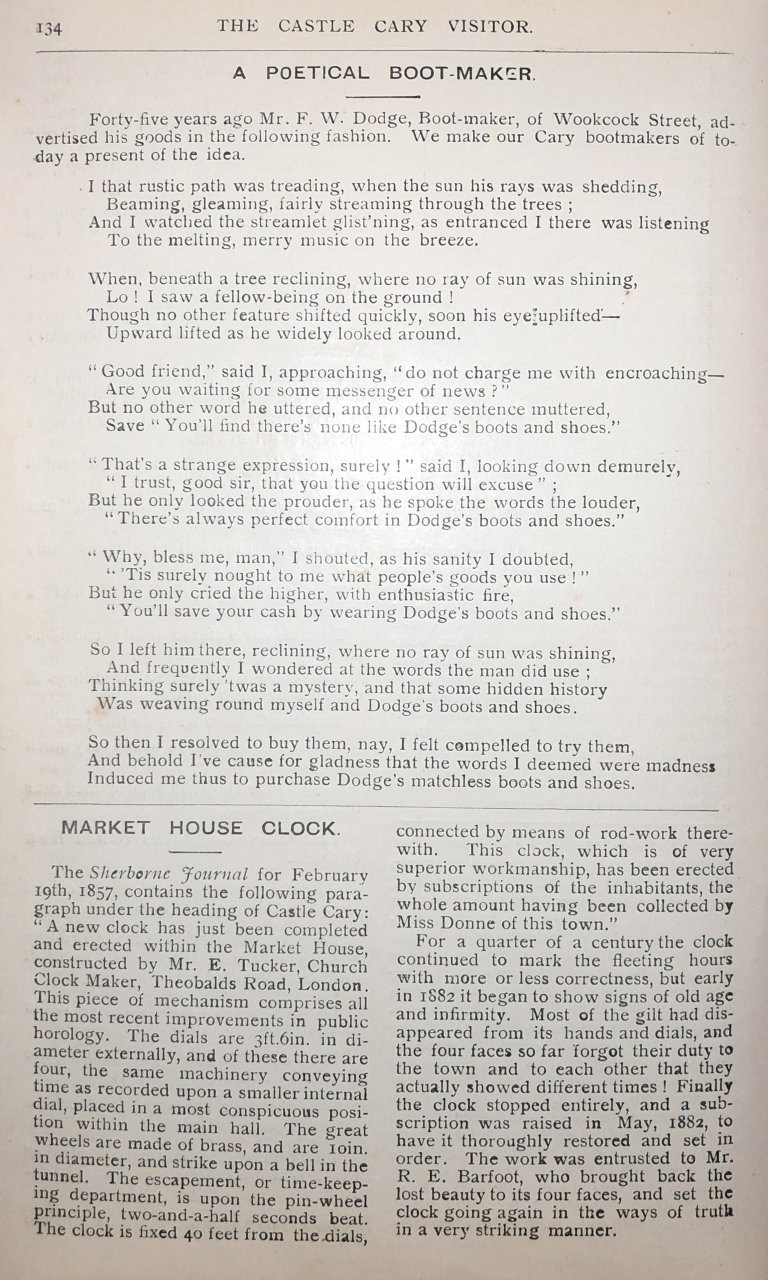 134 THE CASTLE CARY VISITOR.
A POETICAL BOOT-MAKER.
Forty-five years ago Mr. F. W. Dodge, Boot-maker, of Wookcock Street, ad-
vertised his goods in the following fashion. We make our Cary bootmakers of to-
day a present of the idea.
I that rustic path was treading, when the sun his rays was shedding,
Beaming, gleaming, fairly streaming through the trees ;
And I watched the streamlet glist'ning, as entranced I there was listening
To the melting, merry music on the breeze.
When, beneath a tree reclining, where no ray of sun was shining,
Lo ! I saw a fellow-being on the ground !
Though no other feature shifted quickly, soon his eye uplifted—
Upward lifted as he widely looked around.
" Good friend," said I, approaching, "do not charge me with encroaching—
Are you waiting for some messenger of news ? "
But no other word he uttered, and no other sentence muttered,
Save " You'll find there's none like Dodge's boots and shoes."
" That's a strange expression, surely ! " said I, looking down demurely,
" I trust, good sir, that you the question will excuse " ;
But he only looked the prouder, as he spoke the words the louder,
" There's always perfect comfort in Dodge's boots and shoes."
" Why, bless me, man," I shouted, as his sanity I doubted,
" 'Tis surely nought to me what people's goods you use ! "
But he only cried the higher, with enthusiastic fire,
" You'll save your cash by wearing Dodge's boots and shoes."
So I left him there, reclining, where no ray of sun was shining,
And frequently I wondered at the words the man did use ;
Thinking surely 'twas a mystery, and that some hidden history
Was weaving round myself and Dodge's boots and shoes.
So then I resolved to buy them, nay, I felt compelled to try them,
And behold I've cause for gladness that the words I deemed were madness
Induced me thus to purchase Dodge's matchless boots and shoes.
MARKET HOUSE CLOCK.
The Sherborne Journal for February
19th, 1857, contains the following para-
graph under the heading of Castle Cary:
" A new clock has just been completed
and erected within the Market House,
constructed by Mr. E. Tucker, Church
Clock Maker, Theobalds Road, London.
This piece of mechanism comprises all
the most recent improvements in public
horology. The dials are 3ft.6in. in di-
ameter externally, and of these there are
four, the same machinery conveying
time as recorded upon a smaller internal
dial, placed in a most conspicuous posi-
tion within the main hall. The great
wheels are made of brass, and are 10in.
in diameter, and strike upon a bell in the
tunnel. The escapement, or time-keep-
ing department, is upon the pin-wheel
principle, two-and-a-half seconds beat.
The clock is fixed 40 feet from the dials,
connected by means of rod-work there-
with. This clock, which is of very
superior workmanship, has been erected
by subscriptions of the inhabitants, the
whole amount having been collected by
Miss Donne of this town."
For a quarter of a century the clock
continued to mark the fleeting hours
with more or less correctness, but early
in 1882 it began to show signs of old age
and infirmity. Most of the gilt had dis-
appeared from its hands and dials, and
the four faces so far forgot their duty to
the town and to each other that they
actually showed different times ! Finally
the clock stopped entirely, and a sub-
scription was raised in May, 1882, to
have it thoroughly restored and set in
order. The work was entrusted to Mr.
R. E. Barfoot, who brought back the
lost beauty to its four faces, and set the
clock going again in the ways of truth
in a very striking manner.